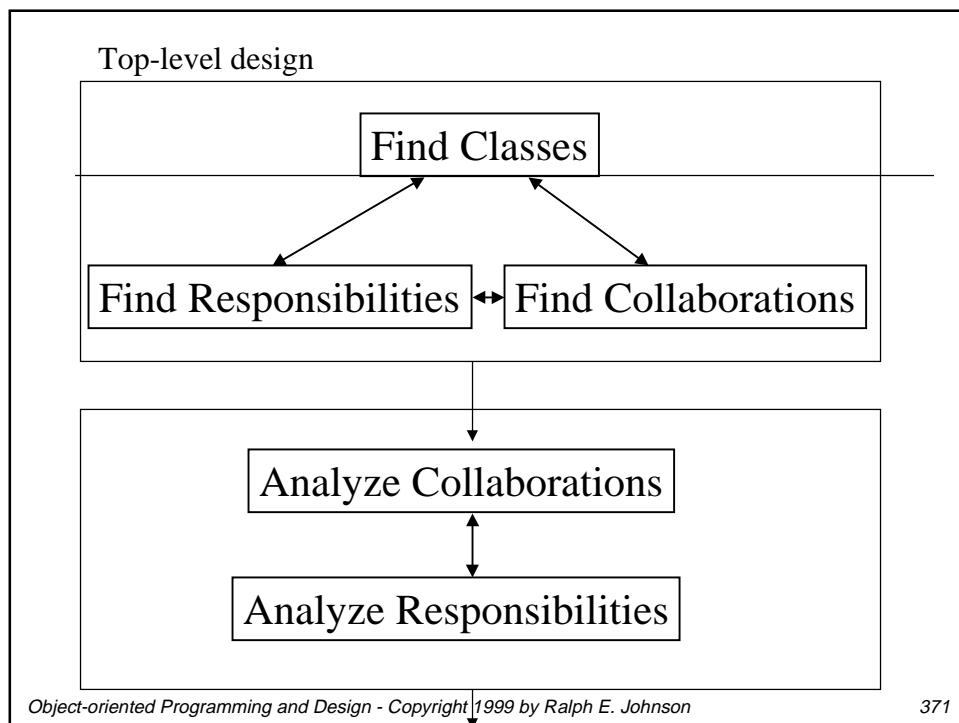 Top-level design
Find Classes
Find Responsibilities
Find Collaborations
Analyze Collaborations
Analyze Responsibilities
Object-oriented Programming and Design - Copyright 1999 by Ralph E. Johnson
371